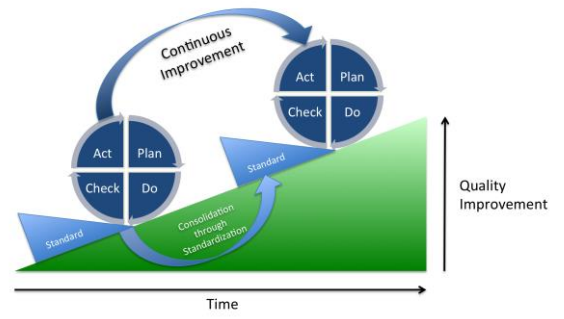 Continuous
Improvement
Act Plan
Check Do
Act Plan
Check Do
Standard
Standard
Consolidation
through
Standardization
Quality
Improvement
Time